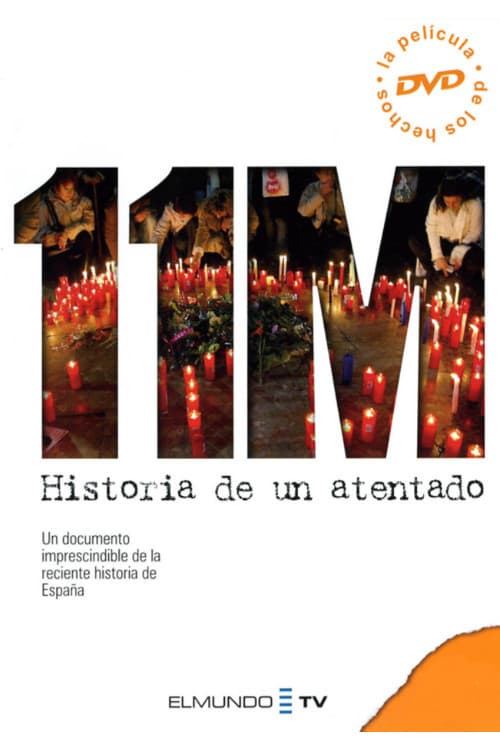 • la película • de los hechos
DVD
11M
Historia de un atentado
Un documento
imprescindible de la
reciente historia de
España
ELMUNDO TV